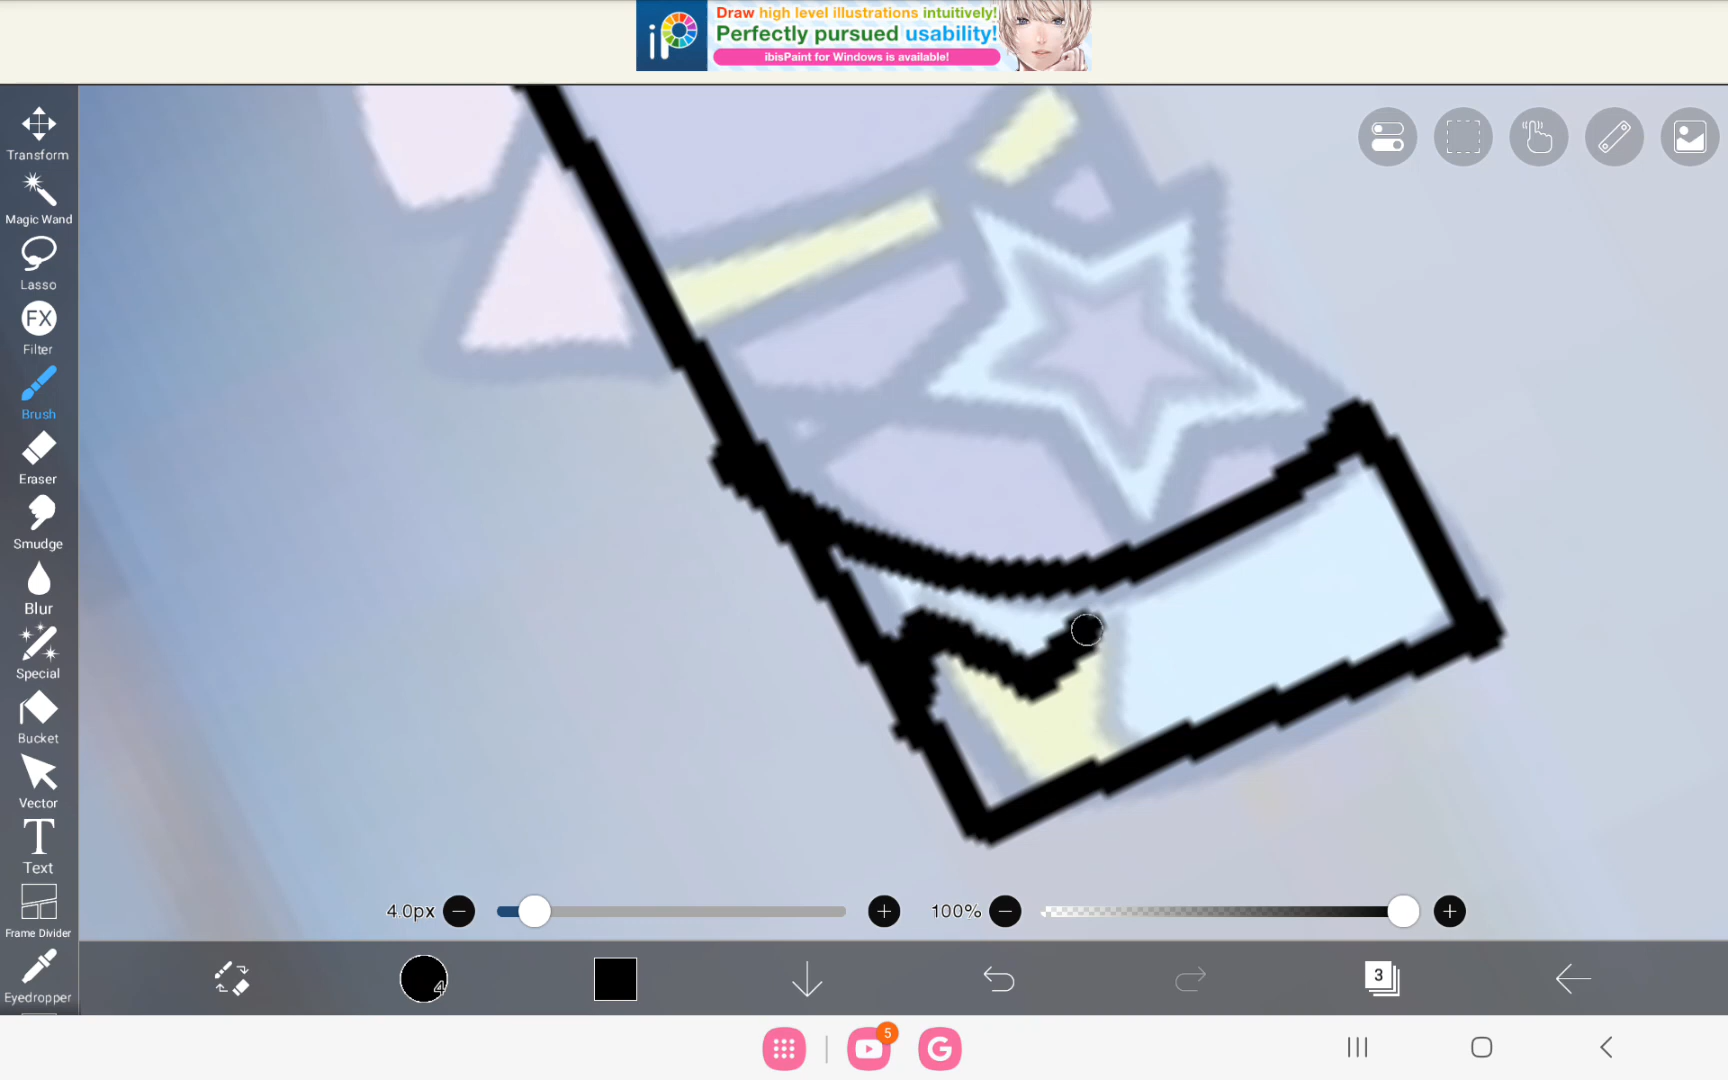 iP
Draw high level illustrations intuitively!
Perfectly pursued usability!
ibisPaint for Windows is available!
Transform
Magic Wand
Lasso
FX
Filter
Brush
Eraser
Smudge
Blur
Special
Bucket
Vector
T
Text
Frame Divider
Eyedropper
4.0px
100%
4
3
5
G